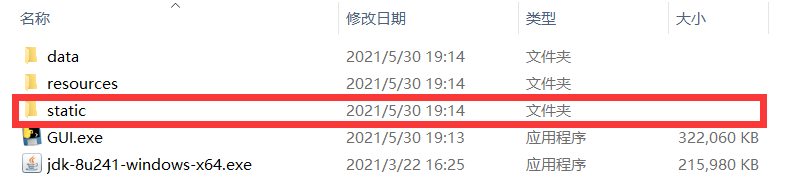 名称 修改日期 类型 大小
data 2021/5/30 19:14 文件夹
resources 2021/5/30 19:14 文件夹
static 2021/5/30 19:14 文件夹
GUI.exe 2021/5/30 19:13 应用程序 322,060 KB
jdk-8u241-windows-x64.exe 2021/3/22 16:25 应用程序 215,980 KB